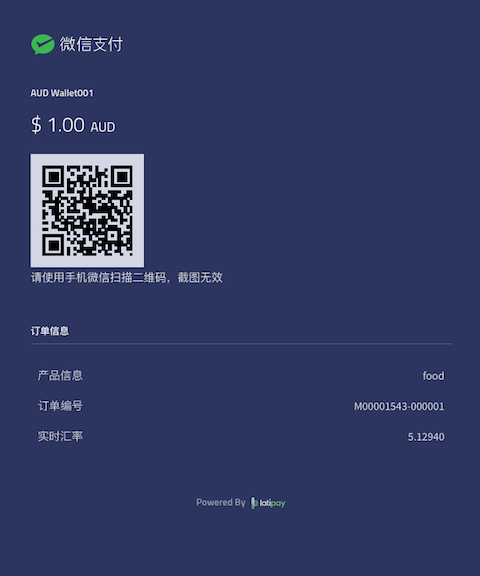 微信支付
AUD Wallet001
$ 1.00 AUD
请使用手机微信扫描二维码，截图无效
订单信息
产品信息 food
订单编号 M00001543-000001
实时汇率 5.12940
Powered By latipay